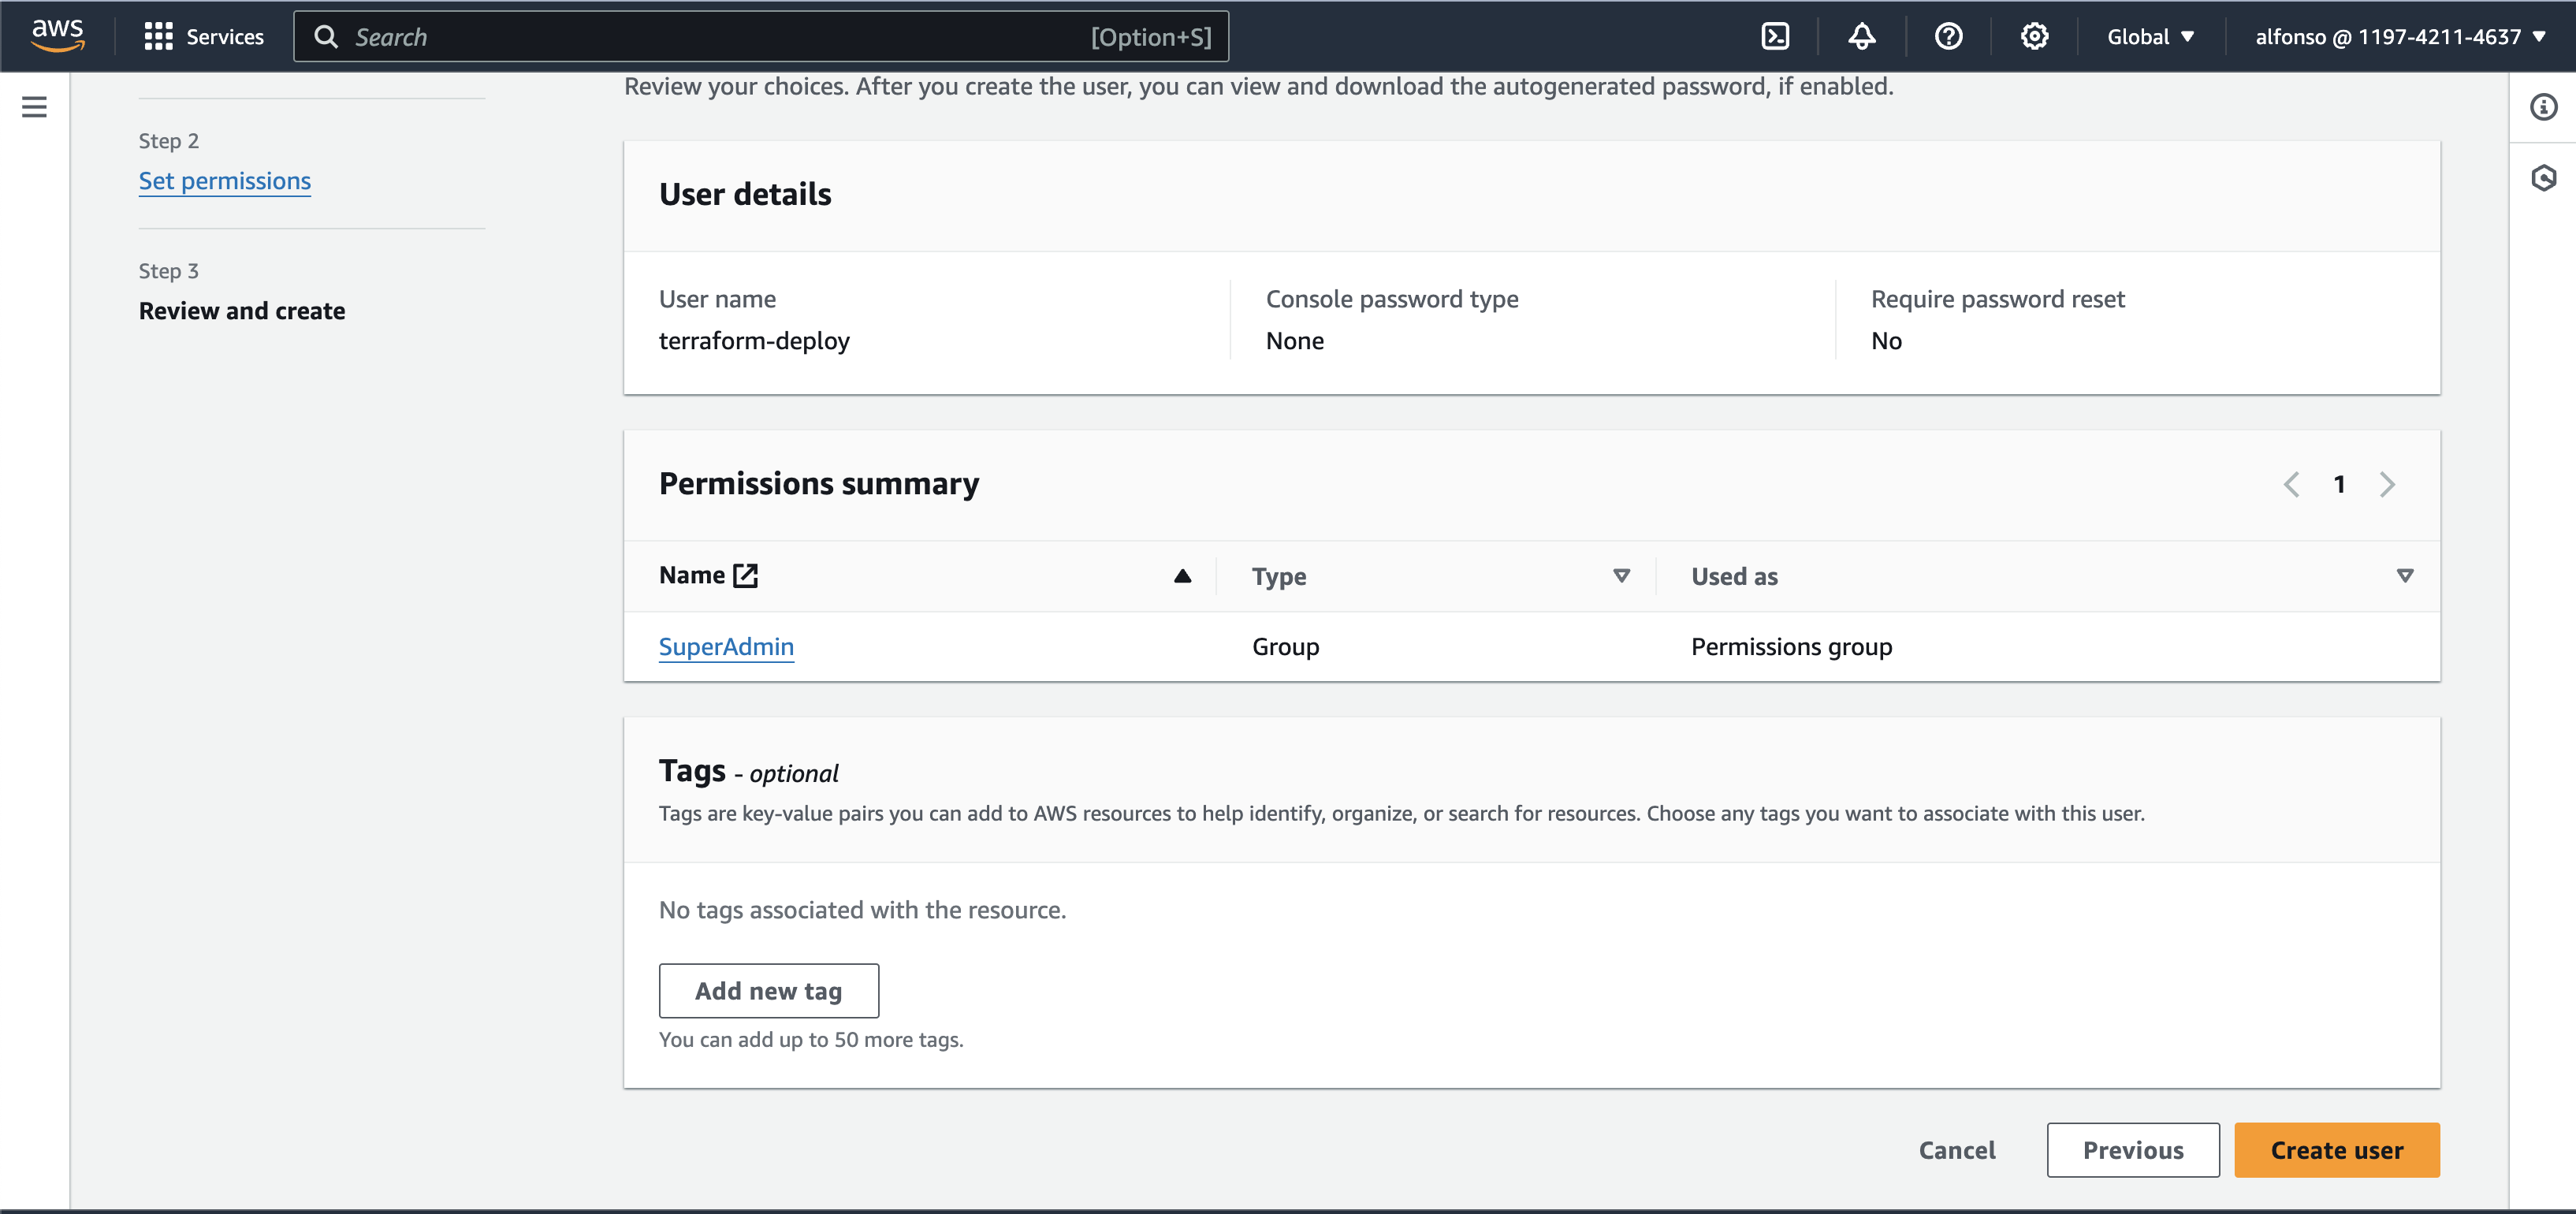 aws
Services
Search
[Option+S]
Global
alfonso @ 1197-4211-4637
Review your choices. After you create the user, you can view and download the autogenerated password, if enabled.
Step 2
Set permissions
Step 3
Review and create
User details
User name
terraform-deploy
Console password type
None
Require password reset
No
Permissions summary
1
Name
Type
Used as
SuperAdmin
Group
Permissions group
Tags - optional
Tags are key-value pairs you can add to AWS resources to help identify, organize, or search for resources. Choose any tags you want to associate with this user.
No tags associated with the resource.
Add new tag
You can add up to 50 more tags.
Cancel
Previous
Create user